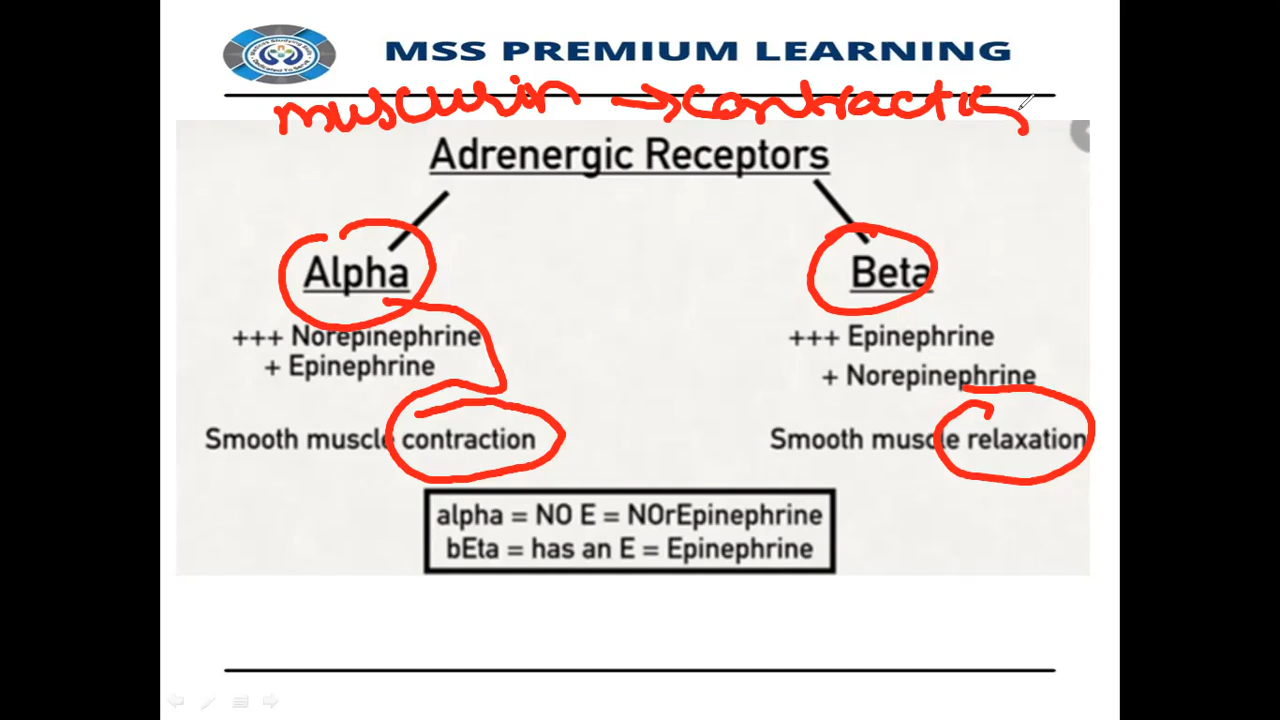 MSS PREMIUM LEARNING
muscurin → contractio
Adrenergic Receptors
Alpha
Beta
+++ Norepinephrine
+ Epinephrine
+++ Epinephrine
+ Norepinephrine
Smooth muscle contraction
Smooth muscle relaxation
alpha = NO E = NOrEpinephrine
bEta = has an E = Epinephrine